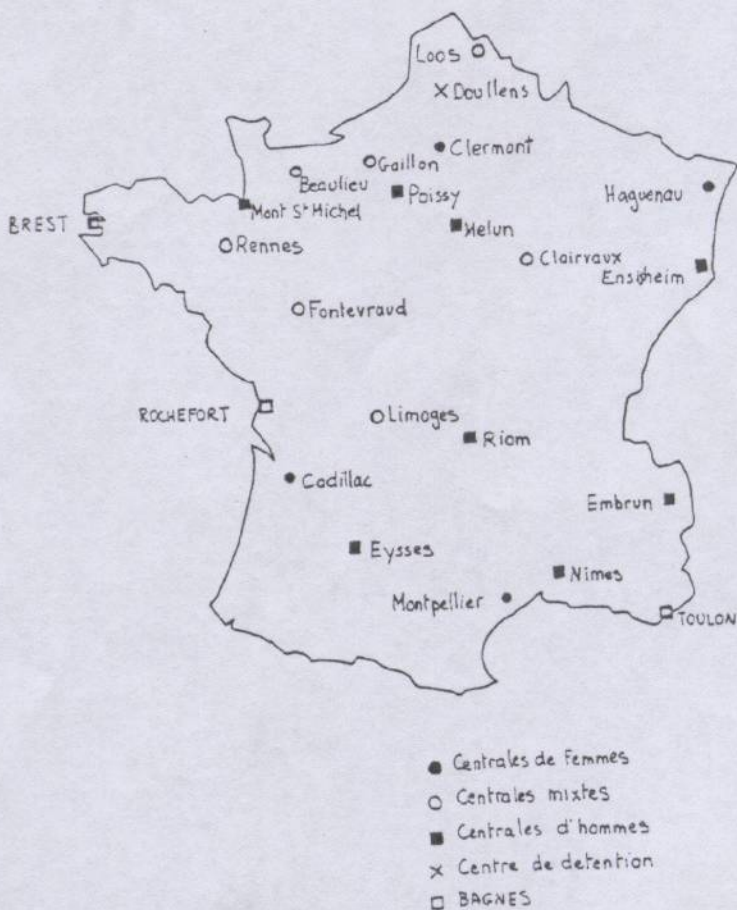 Loos
Doullens
Clermont
Gaillon
Beaulieu
Poissy
Haguenau
Mont St Michel
BREST
Melun
Rennes
Clairvaux
Ensisheim
Fontevraud
ROCHEFORT
Limoges
Riom
Cadillac
Embrun
Eysses
Nimes
Montpellier
TOULON
Centrales de Femmes
Centrales mixtes
Centrales d'hommes
Centre de detention
BAGNES